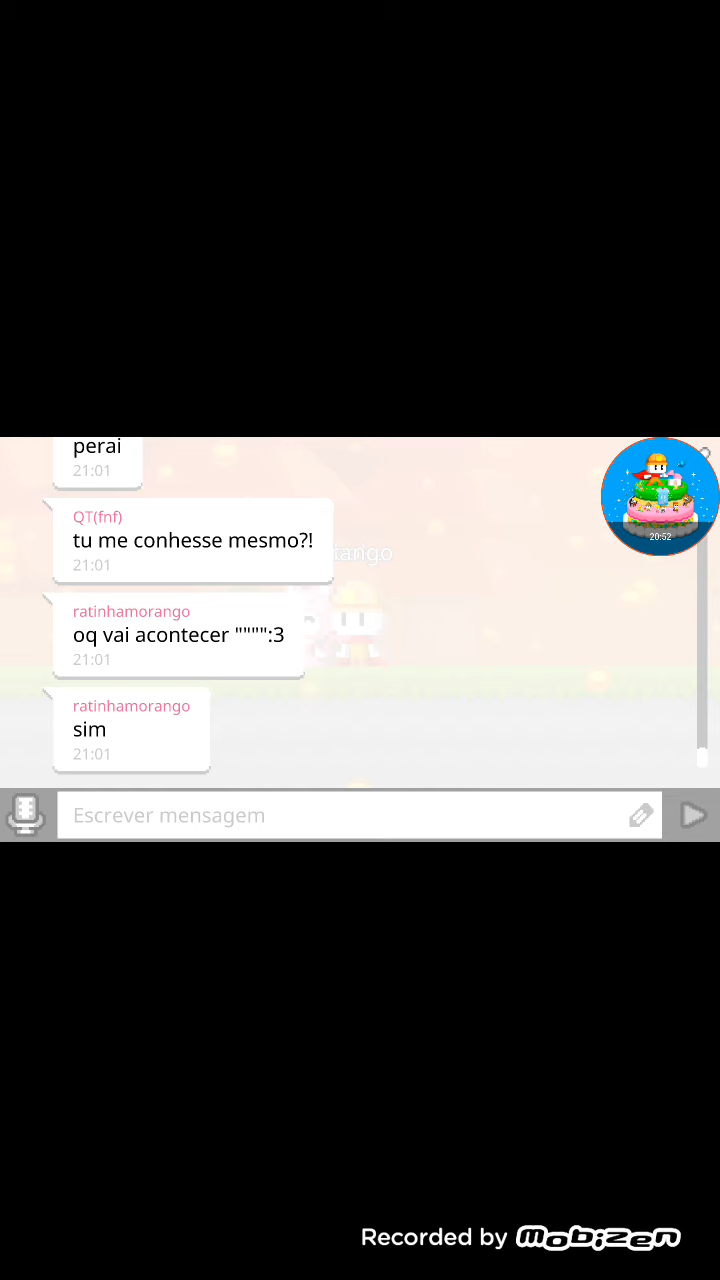 perai
21:01
QT(fnf)
tu me conhesse mesmo?!
21:01
tango
ratinhamorango
oq vai acontecer """":3
21:01
ratinhamorango
sim
21:01
20:52
Escrever mensagem
Recorded by mobizen